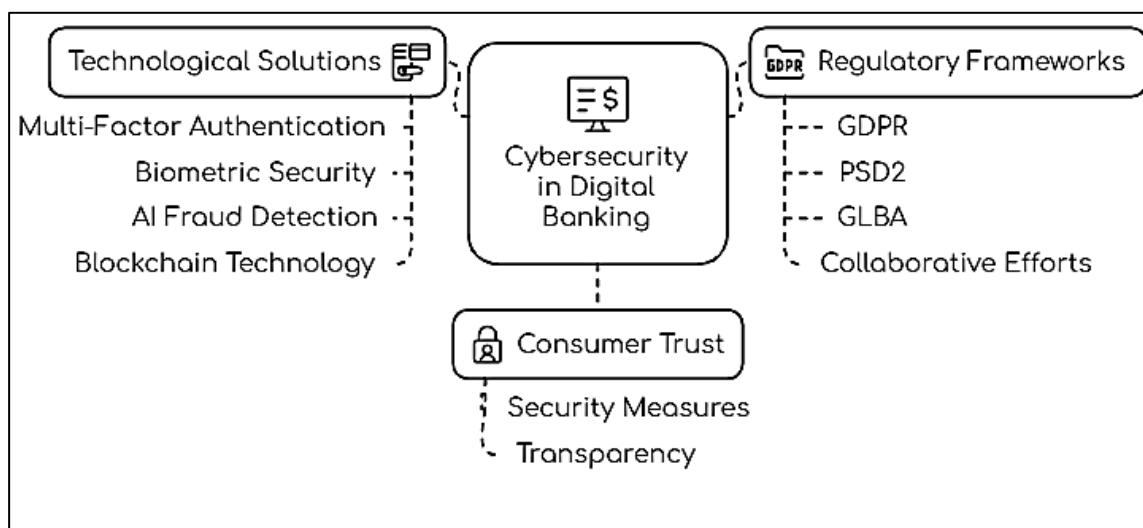 Technological Solutions
Multi-Factor Authentication
Biometric Security
AI Fraud Detection
Blockchain Technology
Cybersecurity
in Digital
Banking
GDPR
Regulatory Frameworks
GDPR
PSD2
GLBA
Collaborative Efforts
Consumer Trust
Security Measures
Transparency